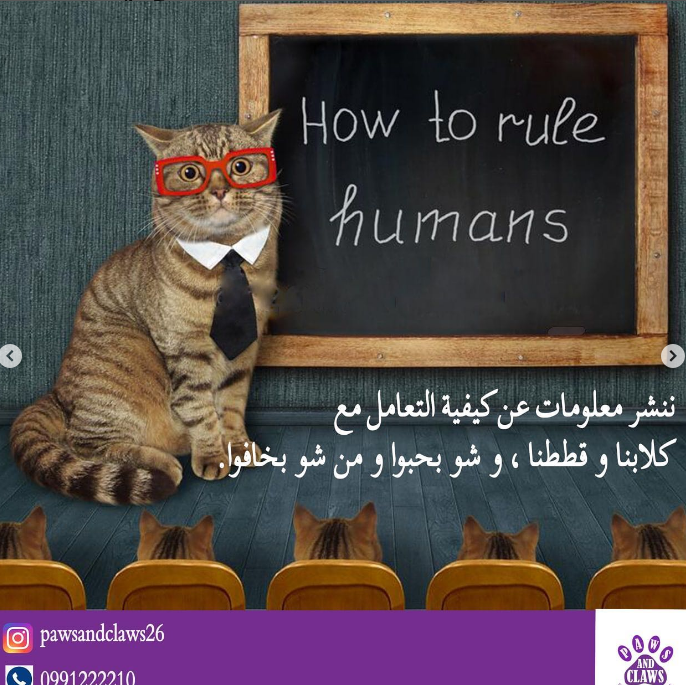 How to rule
humans
ننشر معلومات عن كيفية التعامل مع
كلابنا و قططنا ، و شو بحبوا و من شو بخافوا.
pawsandclaws26
0991222210
PAWS
AND
CLAWS